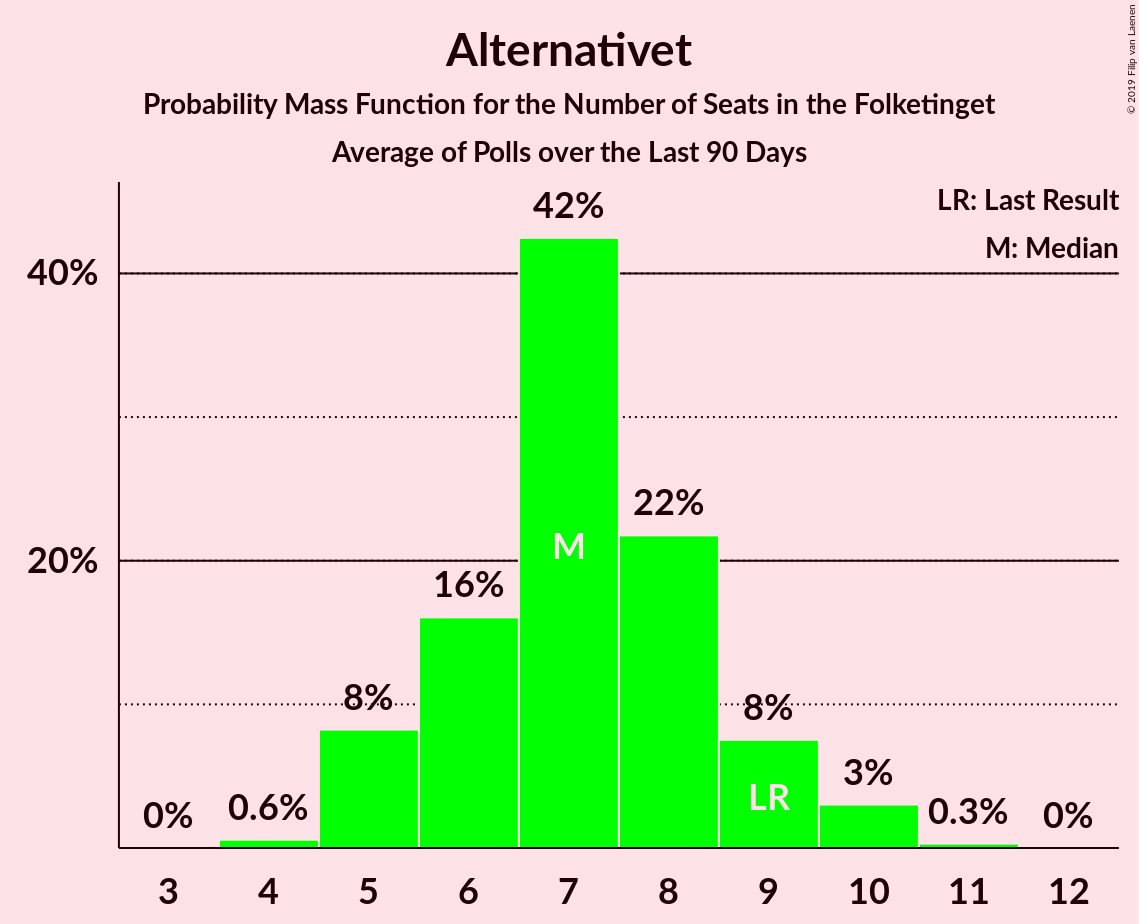 Alternativet
Probability Mass Function for the Number of Seats in the Folketinget
Average of Polls over the Last 90 Days
© 2019 Filip van Laenen
LR: Last Result
M: Median
42%
40%
22%
M
20%
16%
8%
8%
LR
3%
0.6%
0.3%
0%
0%
3 4 5 6 7 8 9 10 11 12